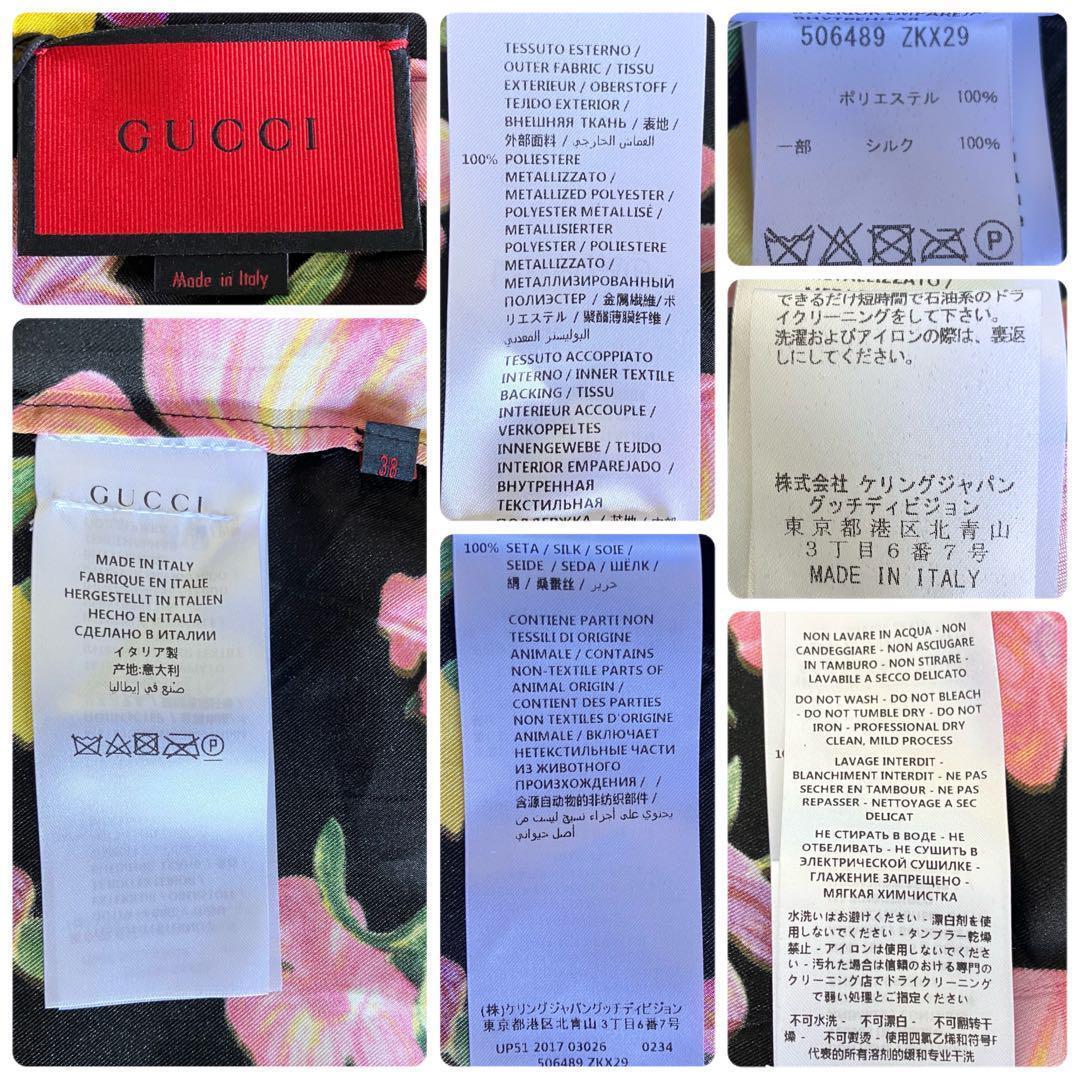 GUCCI
Made in Italy
GUCCI
38
MADE IN ITALY
FABRIQUE EN ITALIE
HERGESTELLT IN ITALIEN
HECHO EN ITALIA
СДЕЛАНО В ИТАЛИИ
イタリア製
产地:意大利
صنع في إيطاليا
TESSUTO ESTERNO /
OUTER FABRIC / TISSU
EXTERIEUR / OBERSTOFF /
TEJIDO EXTERIOR /
ВНЕШНЯЯ ТКАНЬ / 表地 /
外部面料 / القماش الخارجي
100% POLIESTERE
METALLIZZATO /
METALLIZED POLYESTER /
POLYESTER MÉTALLISÉ /
METALLISIERTER
POLYESTER / POLIESTERE
METALLIZZATO /
МЕТАЛЛИЗИРОВАННЫЙ
ПОЛИЭСТЕР / 金属繊維/ポ
リエステル / 聚酯薄膜纤维 /
البوليستر المعدني
TESSUTO ACCOPPIATO
INTERNO / INNER TEXTILE
BACKING / TISSU
INTERIEUR ACCOUPLE /
VERKOPPELTES
INNENGEWEBE / TEJIDO
INTERIOR EMPAREJADO /
ВНУТРЕННАЯ
ТЕКСТИЛЬНАЯ
ПОДДЕРЖКА /
100% SETA / SILK / SOIE /
SEIDE / SEDA / ШЁЛК /
絹 / 桑蚕丝 / حرير
CONTIENE PARTI NON
TESSILI DI ORIGINE
ANIMALE / CONTAINS
NON-TEXTILE PARTS OF
ANIMAL ORIGIN /
CONTIENT DES PARTIES
NON TEXTILES D'ORIGINE
ANIMALE / ВКЛЮЧАЕТ
НЕТЕКСТИЛЬНЫЕ ЧАСТИ
ИЗ ЖИВОТНОГО
ПРОИЗХОЖДЕНИЯ / /
含源自动物的非纺织部件 /
يحتوي على أجزاء نسيج ليست من
أصل حيواني
(株)ケリングジャパングッチディビジョン
東京都港区北青山 3丁目6番7号
UP51 2017 03026 0234
506489 ZKX29
INTERIOR EMPAREJA
ВНУТРЕННАЯ
506489 ZKX29
ポリエステル 100%
一部 シルク 100%
P
METALLIZZATO /
できるだけ短時間で石油系のドラ
イクリーニングをして下さい。
洗濯およびアイロンの際は、裏返
しにしてください。
株式会社 ケリングジャパン
グッチディビジョン
東京都港区北青山
3丁目6番7号
MADE IN ITALY
NON LAVARE IN ACQUA - NON
CANDEGGIARE - NON ASCIUGARE
IN TAMBURO - NON STIRARE -
LAVABILE A SECCO DELICATO
DO NOT WASH - DO NOT BLEACH
- DO NOT TUMBLE DRY - DO NOT
IRON - PROFESSIONAL DRY
CLEAN, MILD PROCESS
LAVAGE INTERDIT -
BLANCHIMENT INTERDIT - NE PAS
SECHER EN TAMBOUR - NE PAS
REPASSER - NETTOYAGE A SEC
DELICAT
НЕ СТИРАТЬ В ВОДЕ - НЕ
ОТБЕЛИВАТЬ - НЕ СУШИТЬ В
ЭЛЕКТРИЧЕСКОЙ СУШИЛКЕ -
ГЛАЖЕНИЕ ЗАПРЕЩЕНО -
МЯГКАЯ ХИМЧИСТКА
水洗いはお避けください - 漂白剤を使
用しないでください - タンブラー乾燥
禁止 - アイロンは使用しないでくださ
い - 汚れた場合は信頼のおける専門の
クリーニング店でドライクリーニング
で弱い処理とご指定ください
不可水洗 - 不可漂白 - 不可翻转干
燥 - 不可熨烫 - 使用四氯乙烯和符号F
代表的所有溶剂的缓和专业干洗